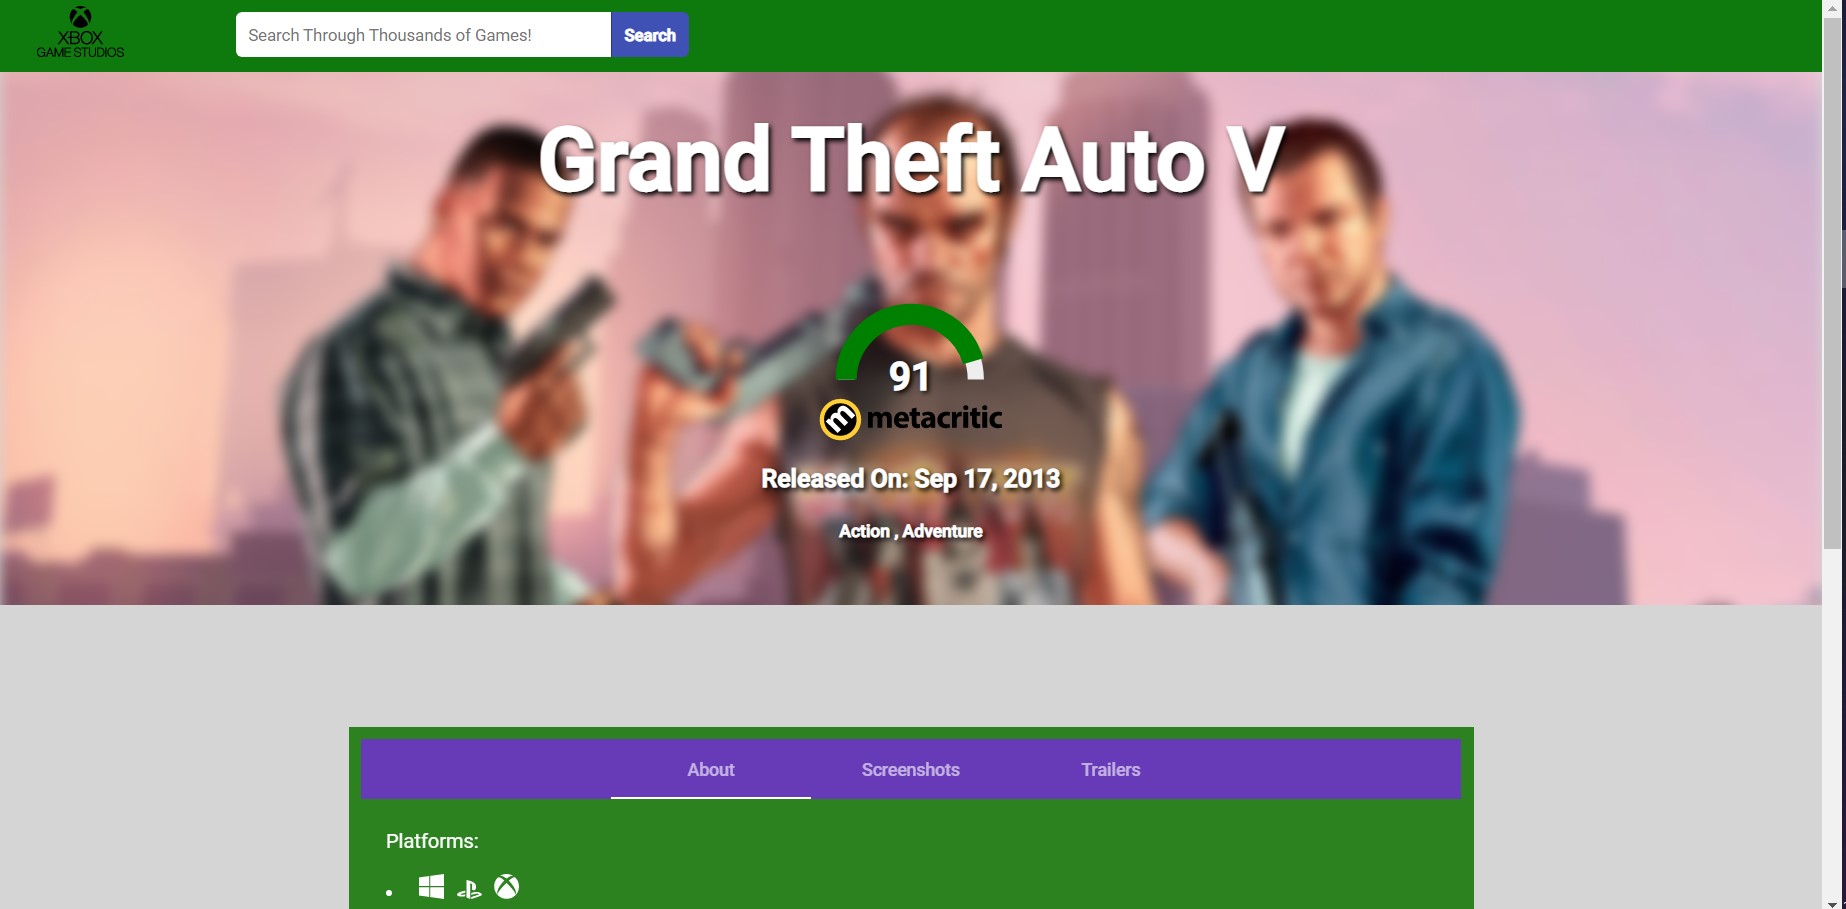 XBOX
GAME STUDIOS
Search Through Thousands of Games!
Search
Grand Theft Auto V
91
metacritic
Released On: Sep 17, 2013
Action , Adventure
About
Screenshots
Trailers
Platforms: